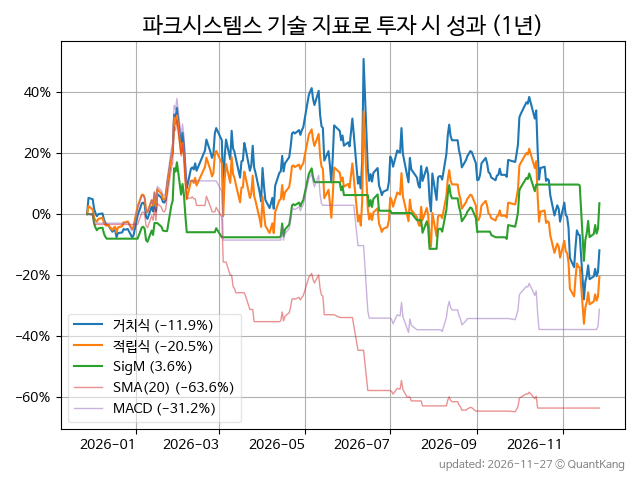 파크시스템스 기술 지표로 투자 시 성과 (1년)
40%
20%
0%
−20%
−40%
−60%
거치식 (−11.9%)
적립식 (−20.5%)
SigM (3.6%)
SMA(20) (−63.6%)
MACD (−31.2%)
2026-01
2026-03
2026-05
2026-07
2026-09
2026-11
updated: 2026-11-27 © QuantKang